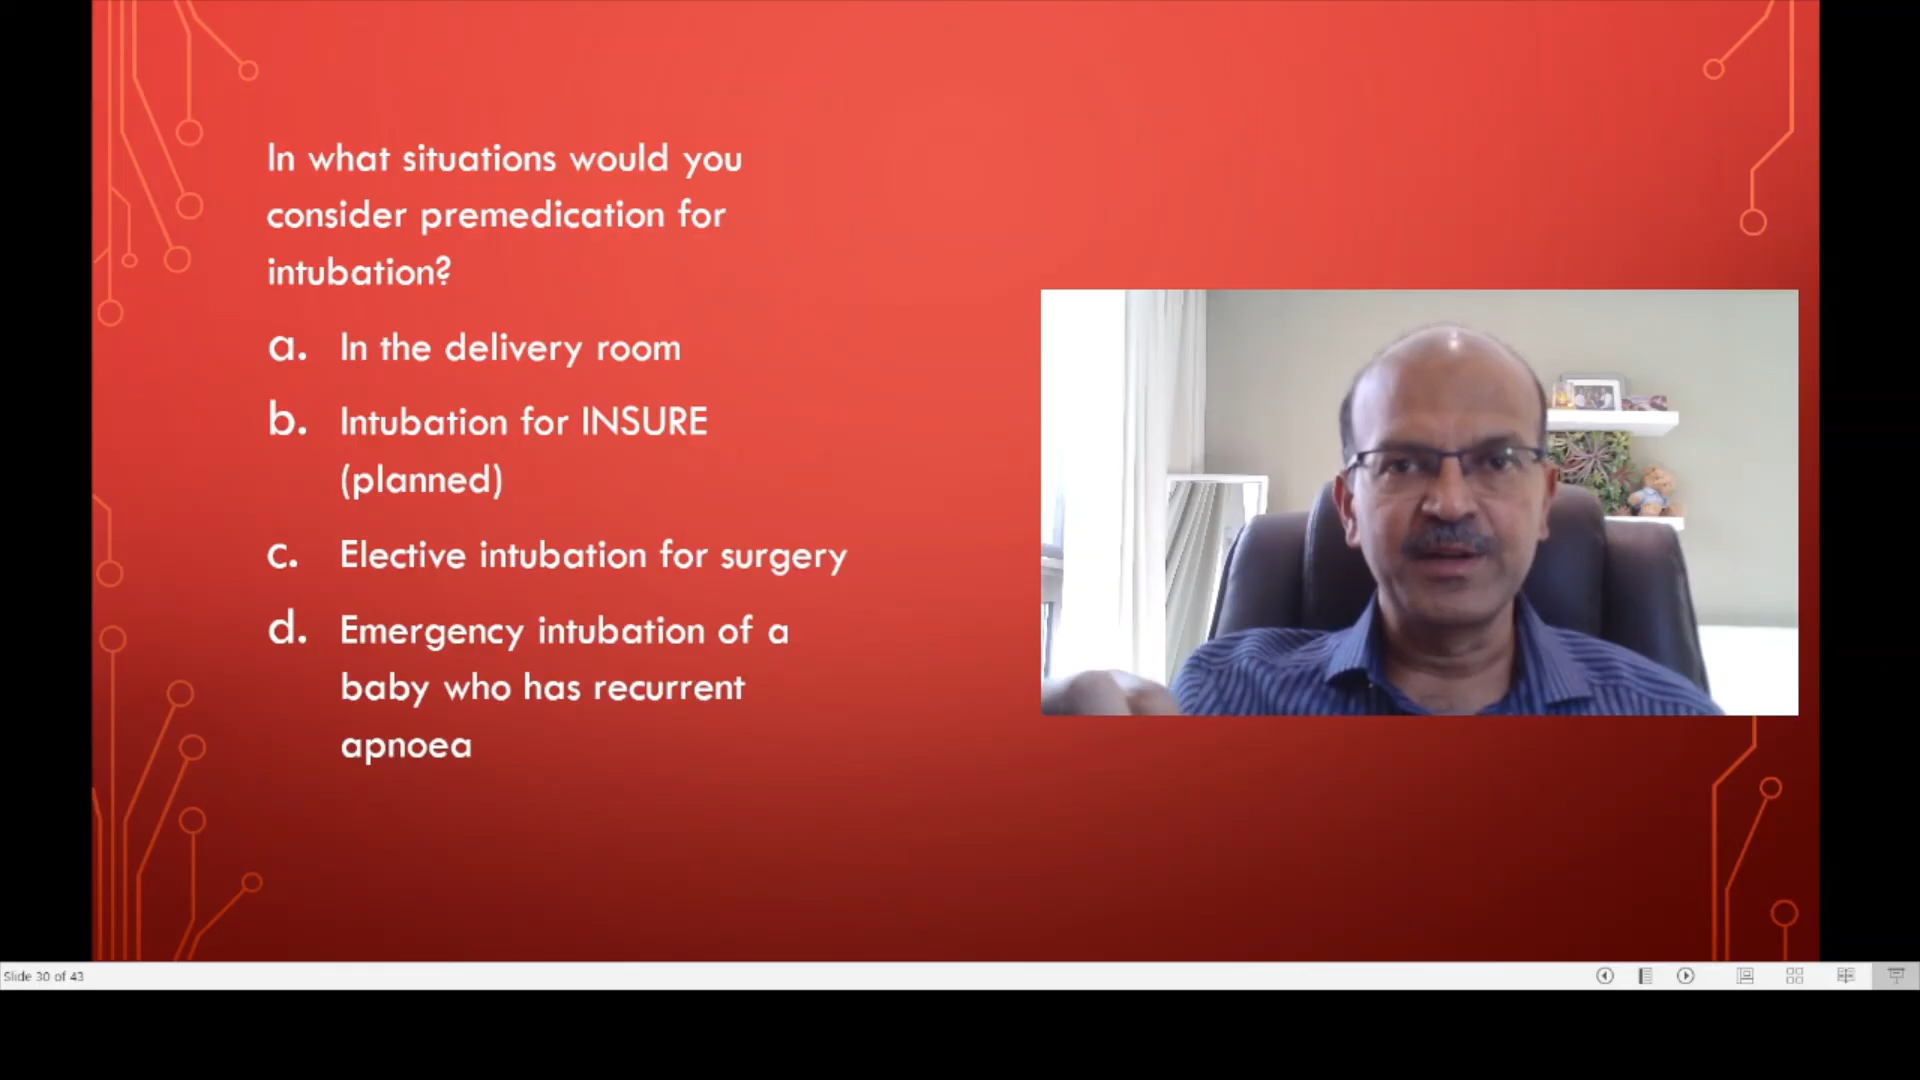 In what situations would you
consider premedication for
intubation?
a. In the delivery room
b. Intubation for INSURE
(planned)
c. Elective intubation for surgery
d. Emergency intubation of a
baby who has recurrent
apnoea
Slide 30 of 43